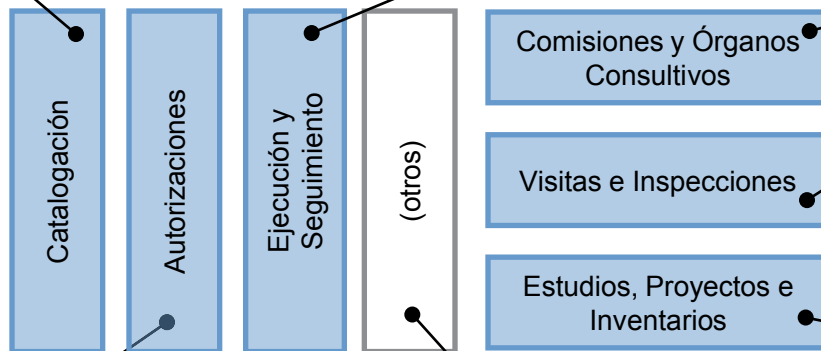 Catalogación
Autorizaciones
Ejecución y
Seguimiento
(otros)
Comisiones y Órganos
Consultivos
Visitas e Inspecciones
Estudios, Proyectos e
Inventarios